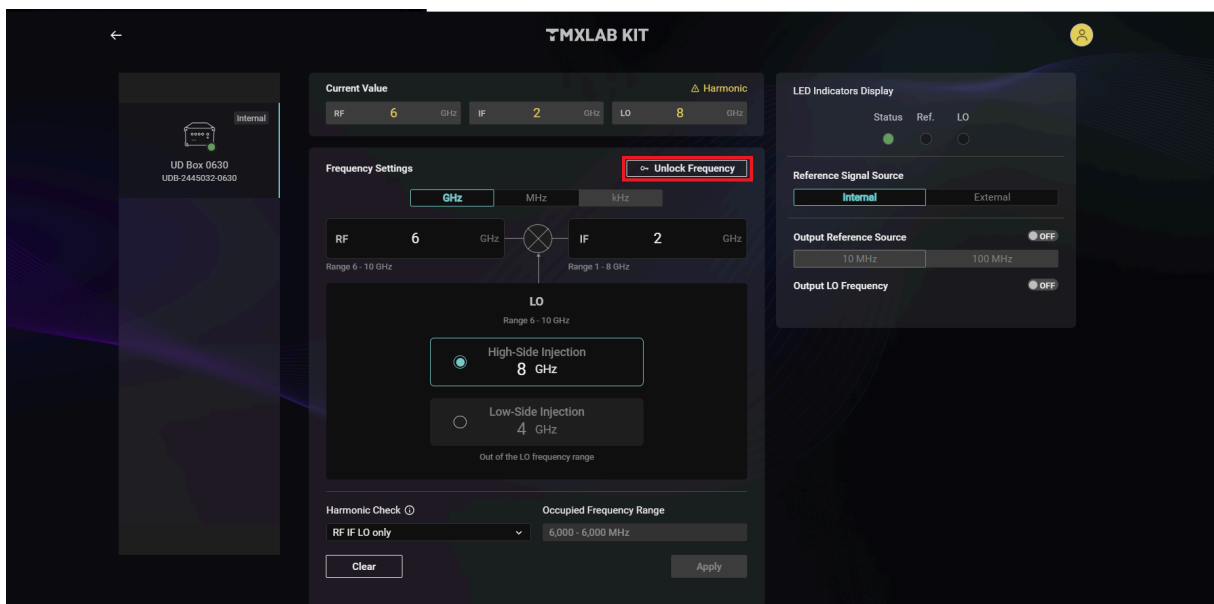 TMXLAB KIT
Internal
UD Box 0630
UDB-2445032-0630
Current Value
Harmonic
RF 6 GHz IF 2 GHz LO 8 GHz
Frequency Settings
Unlock Frequency
GHz MHz kHz
RF 6 GHz IF 2 GHz
Range 6 - 10 GHz Range 1 - 8 GHz
LO
Range 6 - 10 GHz
High-Side Injection
8 GHz
Low-Side Injection
4 GHz
Out of the LO frequency range
Harmonic Check Occupied Frequency Range
RF IF LO only 6,000 - 6,000 MHz
Clear Apply
LED Indicators Display
Status Ref. LO
Reference Signal Source
Internal External
Output Reference Source OFF
10 MHz 100 MHz
Output LO Frequency OFF